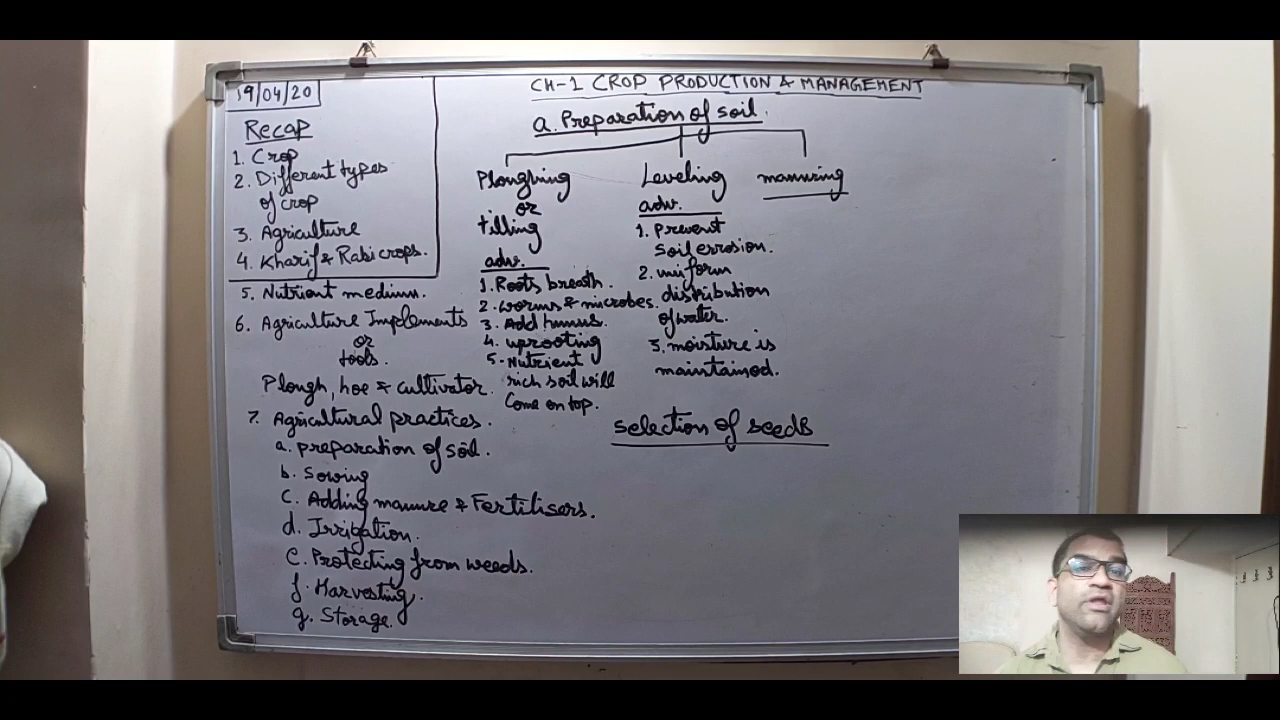 19/04/20
Recap
1. Crop
2. Different types
of crop
3. Agriculture
4. Kharif & Rabi crops.
5. Nutrient medium.
6. Agriculture Implements
or
tools.
Plough, hoe & cultivator.
7. Agricultural practices.
a. preparation of soil.
b. Sowing
C. Adding manure & Fertilisers.
d. Irrigation.
C. Protecting from weeds.
f. Harvesting.
g. Storage.
CH-1 CROP PRODUCTION & MANAGEMENT
a. Preparation of soil.
Ploughing
or
tilling
adv.
1. Roots breath.
2. worms & microbes.
3. Add humus.
4. uprooting
5. Nutrient
rich soil will
Come on top.
Leveling
adv.
1. Prevent
Soil errosion.
2. uniform
distribution
of water.
3. moisture is
maintained.
manuring
selection of seeds